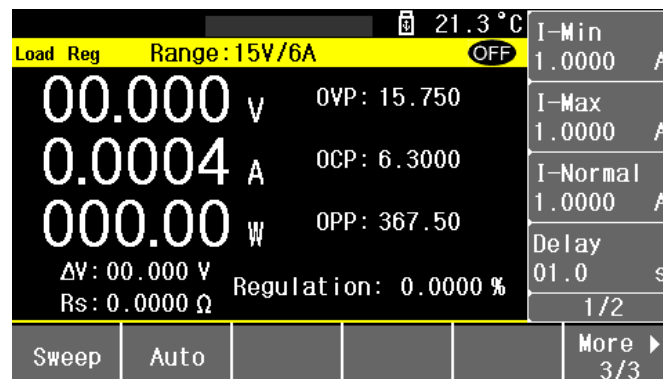 21.3°C
Load Reg Range:15V/6A OFF
00.000 V OVP: 15.750
0.0004 A OCP: 6.3000
000.00 W OPP: 367.50
ΔV:00.000 V
Rs:0.0000 Ω Regulation: 0.0000 %
I-Min
1.0000 A
I-Max
1.0000 A
I-Normal
1.0000 A
Delay
01.0 s
1/2
Sweep Auto More ▶
3/3